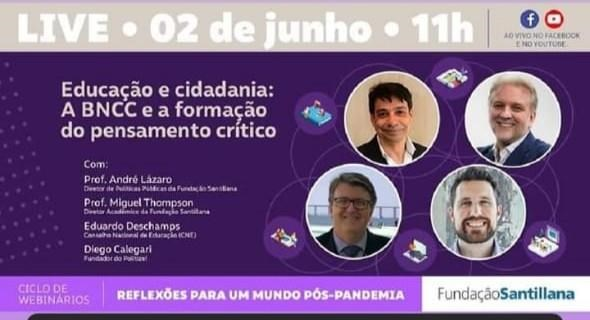 LIVE • 02 de junho • 11h
AO VIVO NO FACEBOOK
E NO YOUTUBE.
Educação e cidadania:
A BNCC e a formação
do pensamento crítico
Com:
Prof. André Lázaro
Diretor de Políticas Públicas da Fundação Santillana
Prof. Miguel Thompson
Diretor Acadêmico da Fundação Santillana
Eduardo Deschamps
Conselho Nacional de Educação (CNE)
Diego Calegari
Fundador do Politize!
CICLO DE
WEBINÁRIOS
REFLEXÕES PARA UM MUNDO PÓS-PANDEMIA
FundaçãoSantillana